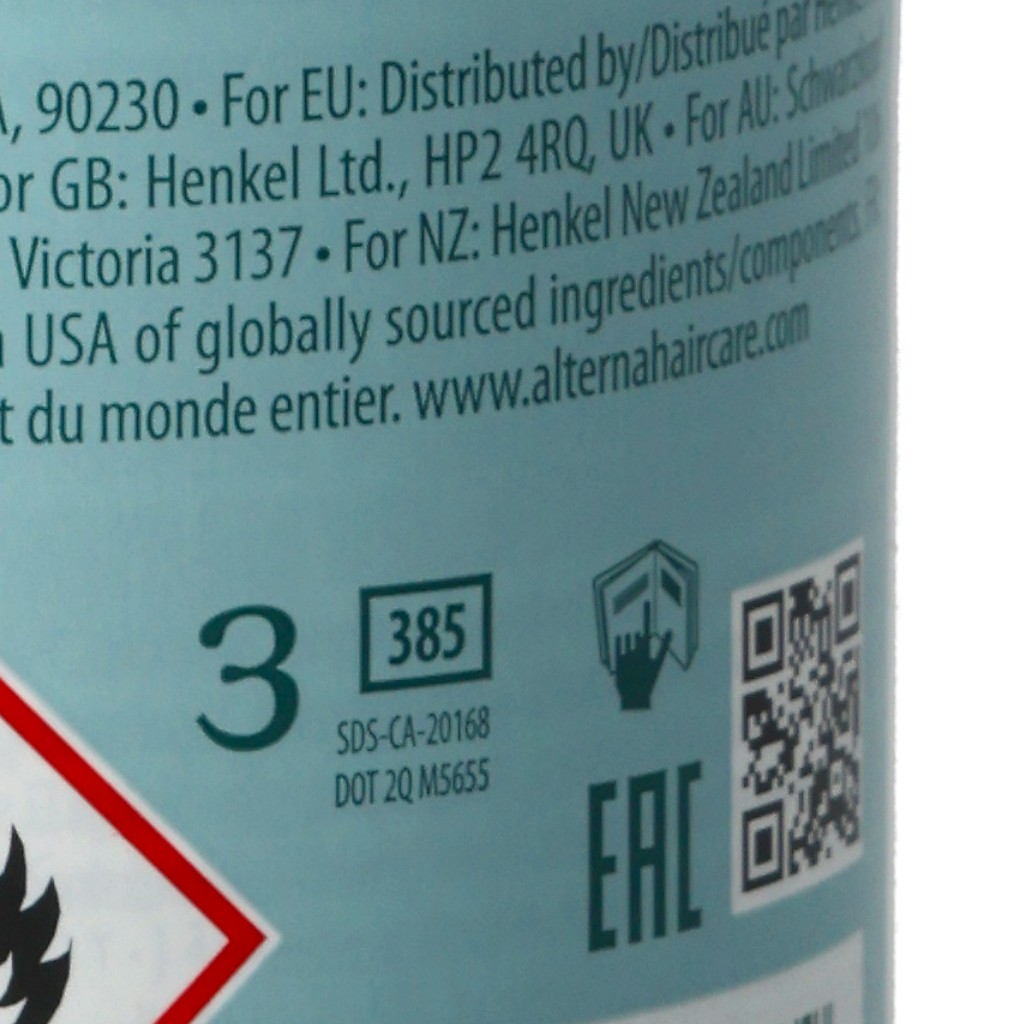 A, 90230 • For EU: Distributed by/Distribué par Henkel
or GB: Henkel Ltd., HP2 4RQ, UK • For AU: Schwarzkopf
Victoria 3137 • For NZ: Henkel New Zealand Limited
USA of globally sourced ingredients/components.
t du monde entier. www.alternahaircare.com
3
385
SDS-CA-20168
DOT 2Q M5655
EAC